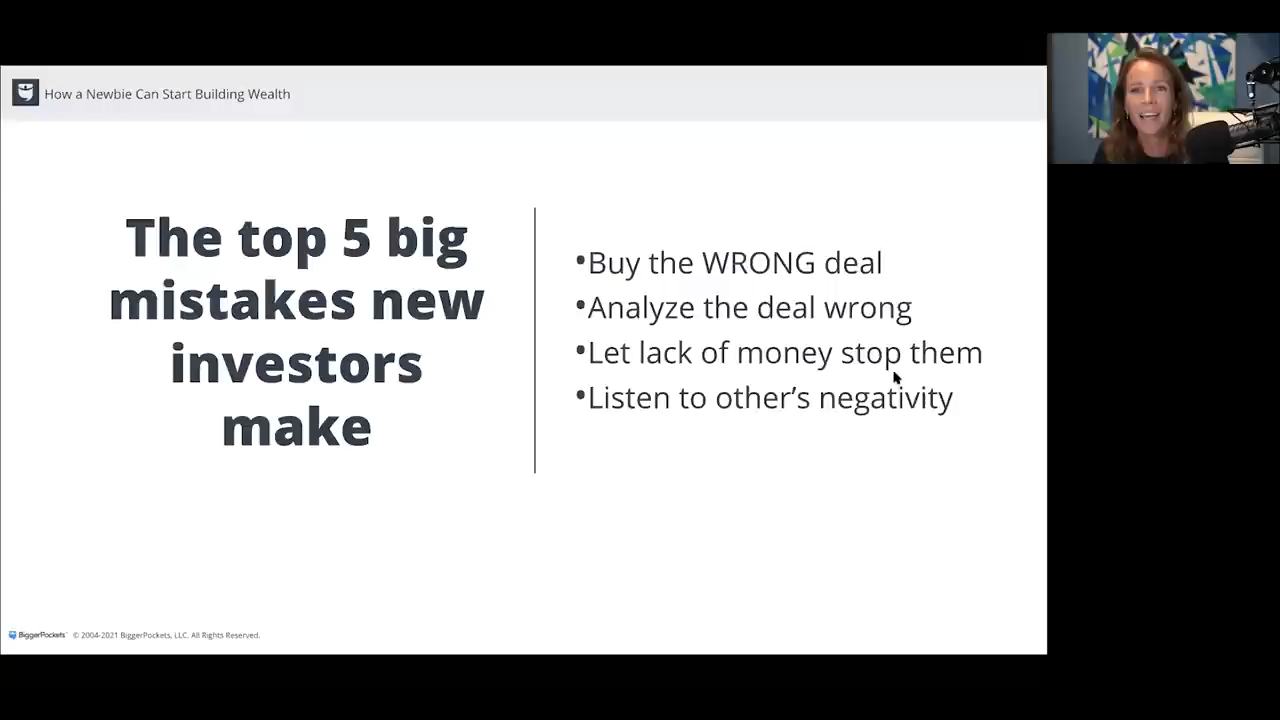 How a Newbie Can Start Building Wealth
The top 5 big
mistakes new
investors
make
•Buy the WRONG deal
•Analyze the deal wrong
•Let lack of money stop them
•Listen to other’s negativity
BiggerPockets © 2004-2021 BiggerPockets, LLC. All Rights Reserved.